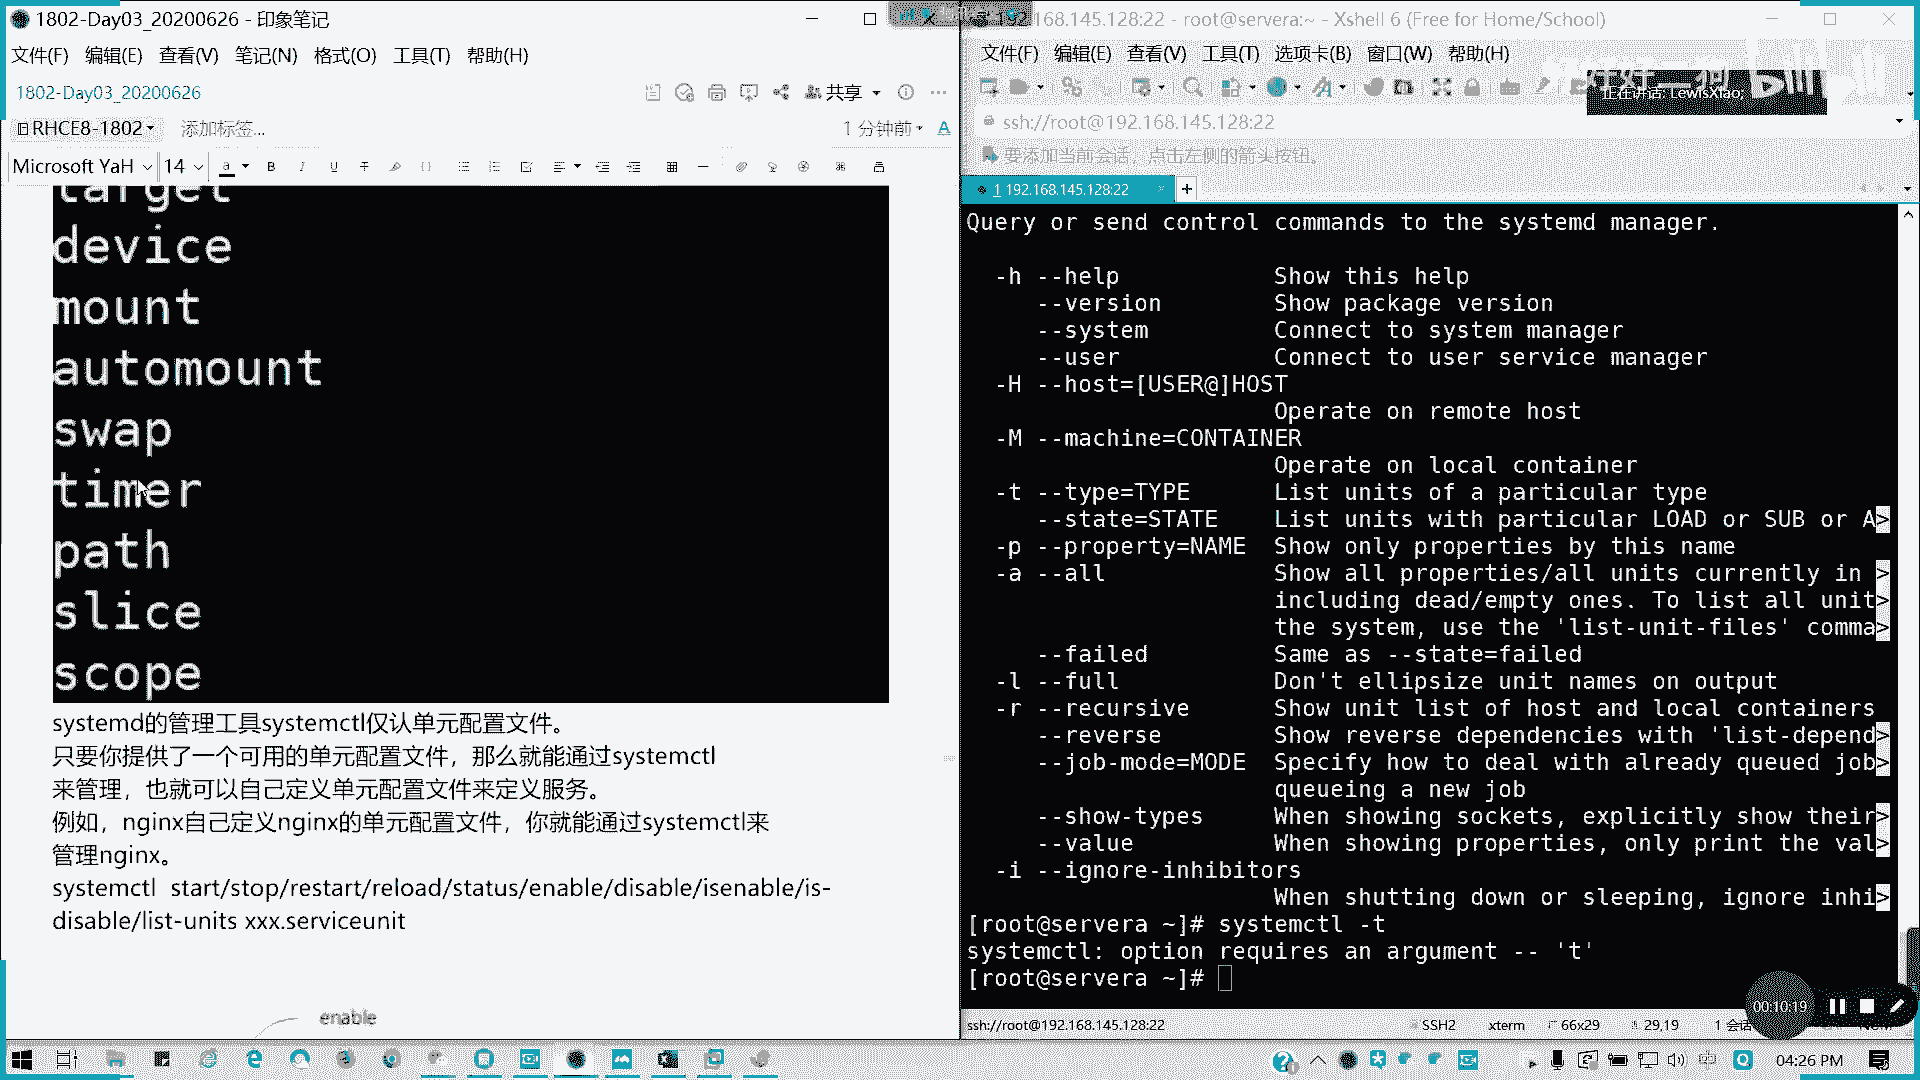 1802-Day03_20200626 - 印象笔记
文件(F) 编辑(E) 查看(V) 笔记(N) 格式(O) 工具(T) 帮助(H)
1802-Day03_20200626
共享
RHCE8-1802
添加标签...
1 分钟前
Microsoft YaH 14
target
device
mount
automount
swap
timer
path
slice
scope
systemd的管理工具systemctl仅认单元配置文件。
只要你提供了一个可用的单元配置文件，那么就能通过systemctl
来管理，也就可以自己定义单元配置文件来定义服务。
例如，nginx自己定义nginx的单元配置文件，你就能通过systemctl来
管理nginx。
systemctl start/stop/restart/reload/status/enable/disable/isenable/is-
disable/list-units xxx.serviceunit
enable
192.168.145.128:22 - root@servera:~ - Xshell 6 (Free for Home/School)
文件(F) 编辑(E) 查看(V) 工具(T) 选项卡(B) 窗口(W) 帮助(H)
正在讲话: LewisXiao;
ssh://root@192.168.145.128:22
要添加当前会话，点击左侧的箭头按钮。
1 192.168.145.128:22
Query or send control commands to the systemd manager.
-h --help Show this help
--version Show package version
--system Connect to system manager
--user Connect to user service manager
-H --host=[USER@]HOST
Operate on remote host
-M --machine=CONTAINER
Operate on local container
-t --type=TYPE List units of a particular type
--state=STATE List units with particular LOAD or SUB or A>
-p --property=NAME Show only properties by this name
-a --all Show all properties/all units currently in >
including dead/empty ones. To list all unit>
the system, use the 'list-unit-files' comma>
--failed Same as --state=failed
-l --full Don't ellipsize unit names on output
-r --recursive Show unit list of host and local containers
--reverse Show reverse dependencies with 'list-depend>
--job-mode=MODE Specify how to deal with already queued job>
queueing a new job
--show-types When showing sockets, explicitly show their>
--value When showing properties, only print the val>
-i --ignore-inhibitors
When shutting down or sleeping, ignore inhi>
[root@servera ~]# systemctl -t
systemctl: option requires an argument -- 't'
[root@servera ~]#
00:10:19
ssh://root@192.168.145.128:22 SSH2 xterm 66x29 29,19 1 会话
04:26 PM